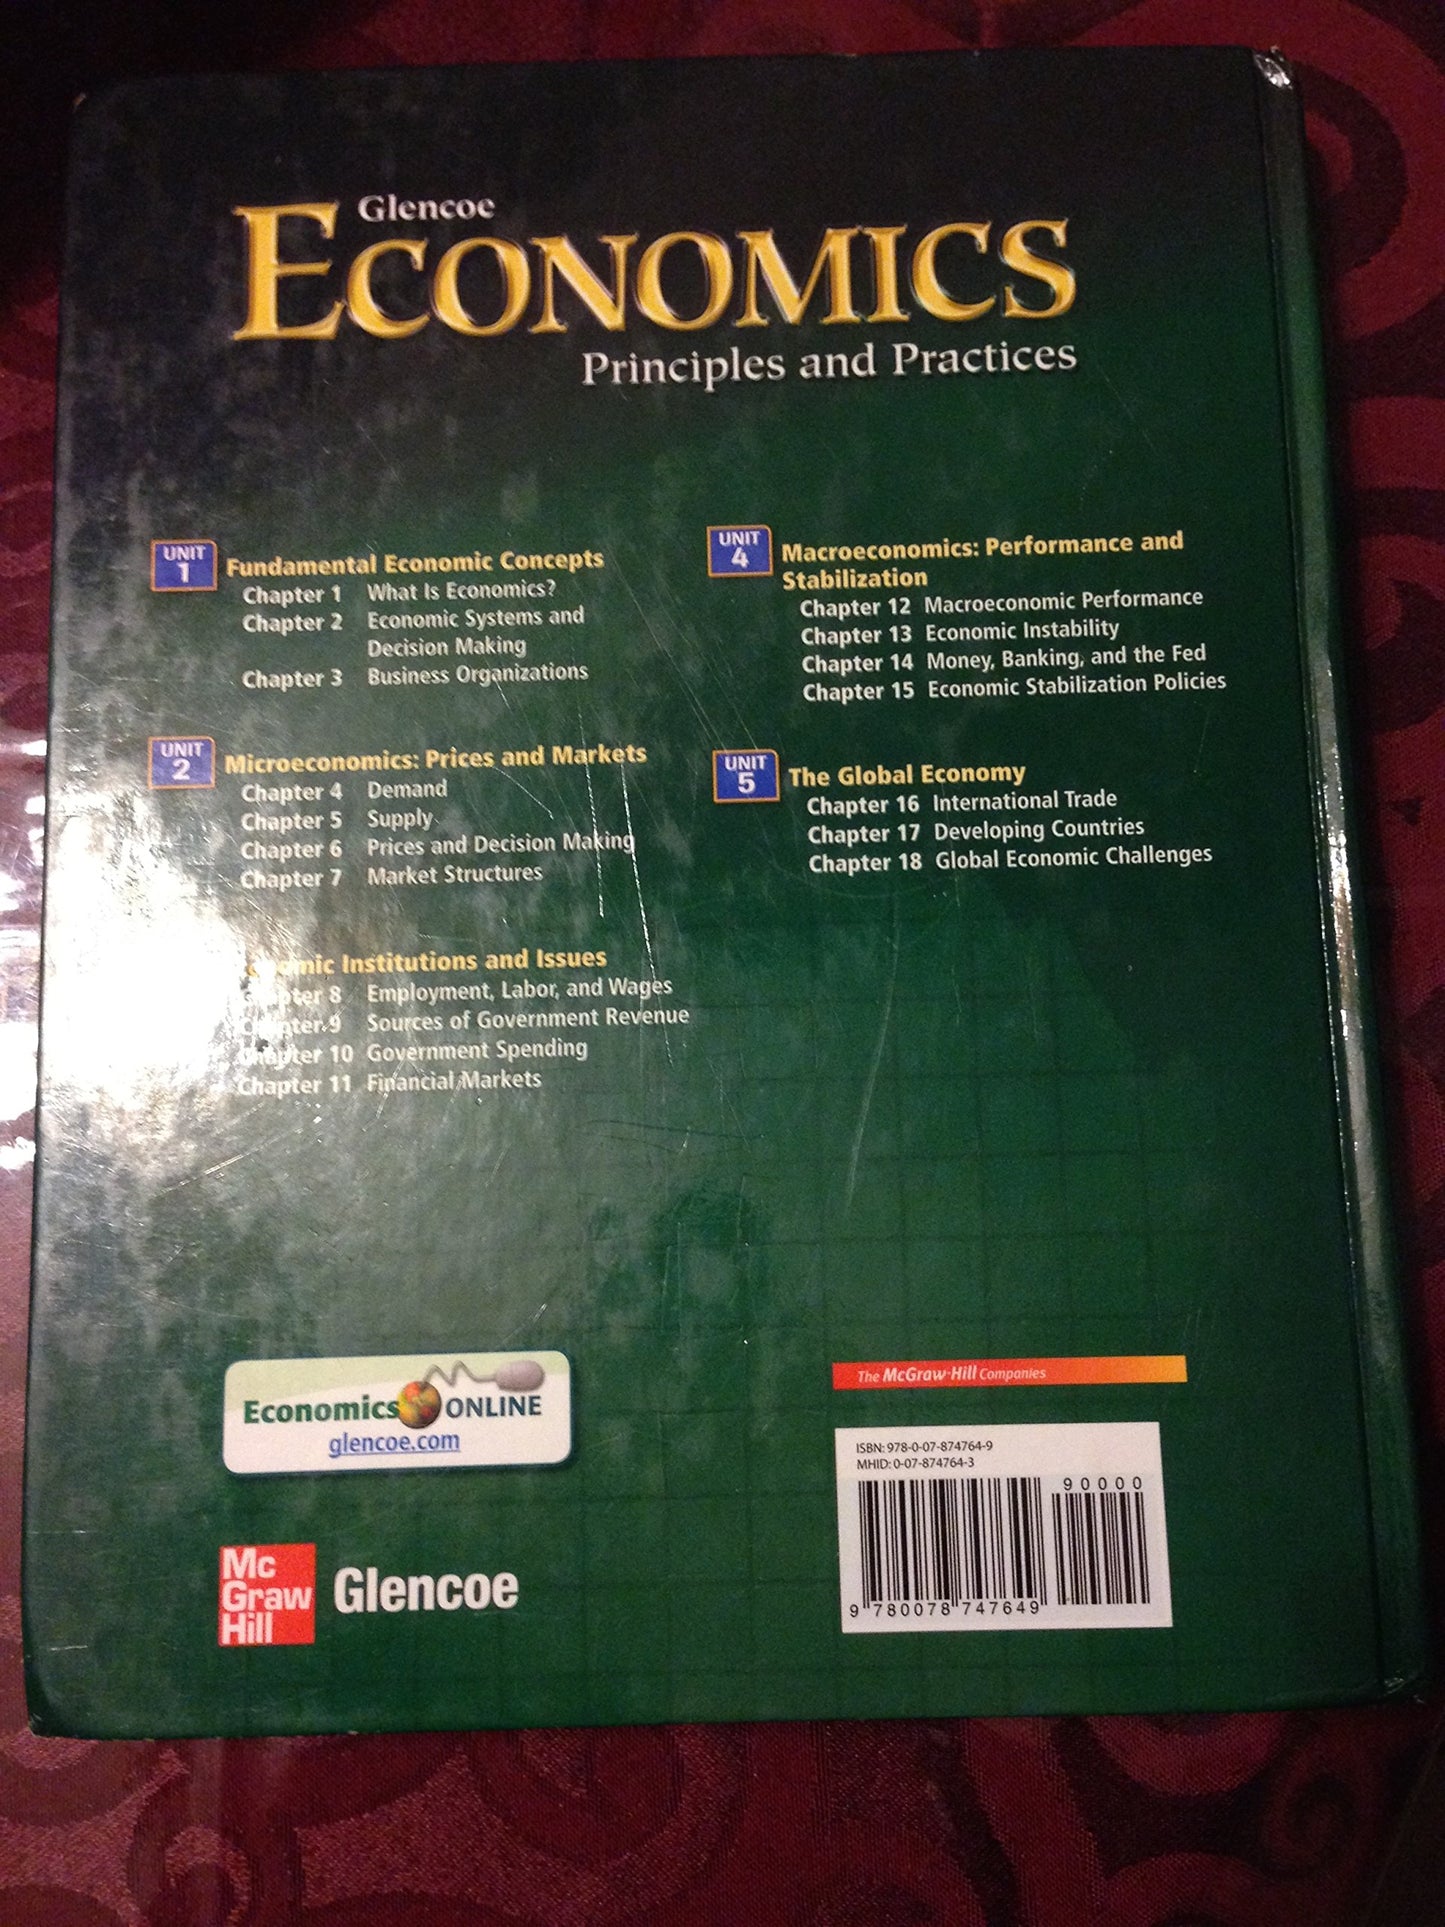 Glencoe
ECONOMICS
Principles and Practices
UNIT
1
Fundamental Economic Concepts
Chapter 1 What Is Economics?
Chapter 2 Economic Systems and
Decision Making
Chapter 3 Business Organizations
UNIT
2
Microeconomics: Prices and Markets
Chapter 4 Demand
Chapter 5 Supply
Chapter 6 Prices and Decision Making
Chapter 7 Market Structures
Institutions and Issues
Chapter 8 Employment, Labor, and Wages
Chapter 9 Sources of Government Revenue
Chapter 10 Government Spending
Chapter 11 Financial Markets
UNIT
4
Macroeconomics: Performance and
Stabilization
Chapter 12 Macroeconomic Performance
Chapter 13 Economic Instability
Chapter 14 Money, Banking, and the Fed
Chapter 15 Economic Stabilization Policies
UNIT
5
The Global Economy
Chapter 16 International Trade
Chapter 17 Developing Countries
Chapter 18 Global Economic Challenges
Economics ONLINE
glencoe.com
Mc
Graw
Hill
Glencoe
The McGraw-Hill Companies
ISBN: 978-0-07-874764-9
MHID: 0-07-874764-3
90000
9 780078 747649